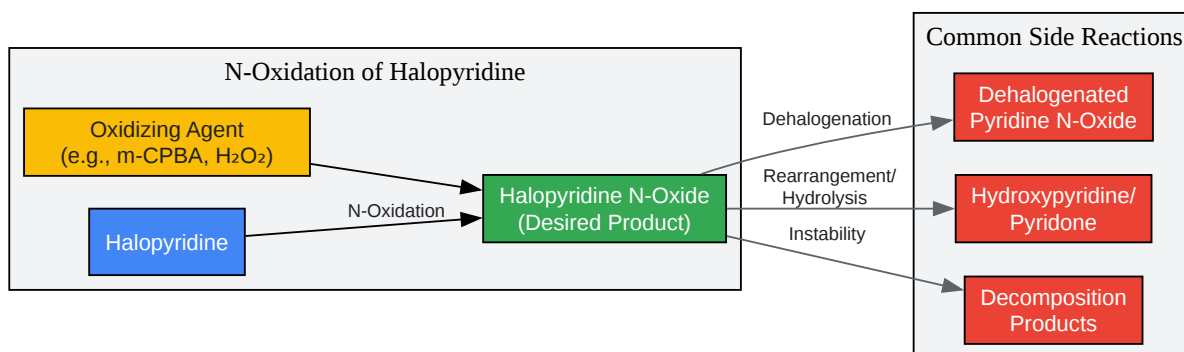 N-Oxidation of Halopyridine
Oxidizing Agent
(e.g., m-CPBA, H₂O₂)
Halopyridine
N-Oxidation
Halopyridine N-Oxide
(Desired Product)
Dehalogenation
Rearrangement/
Hydrolysis
Instability
Common Side Reactions
Dehalogenated
Pyridine N-Oxide
Hydroxypyridine/
Pyridone
Decomposition
Products